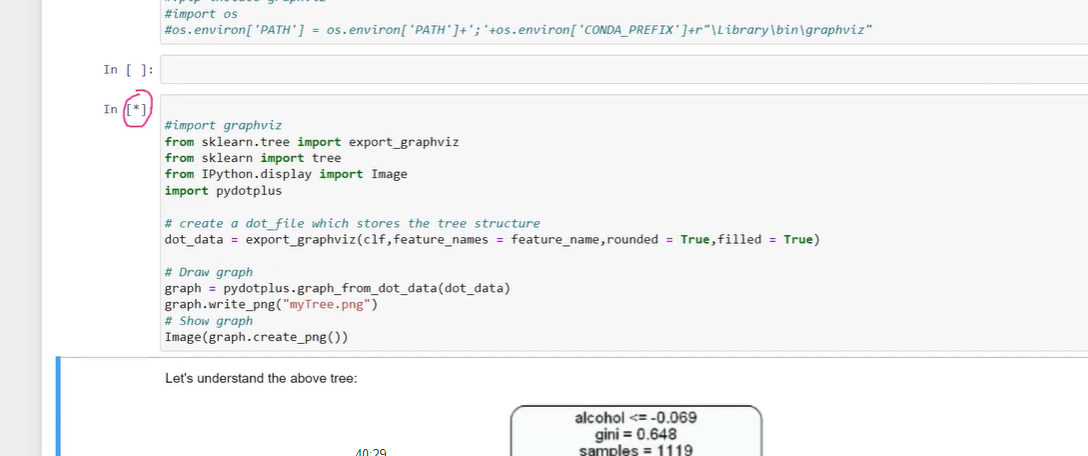 #import os
#os.environ['PATH'] = os.environ['PATH']+';'+os.environ['CONDA_PREFIX']+r"\Library\bin\graphviz"
In [ ]:
In [*]:
#import graphviz
from sklearn.tree import export_graphviz
from sklearn import tree
from IPython.display import Image
import pydotplus
# create a dot_file which stores the tree structure
dot_data = export_graphviz(clf,feature_names = feature_name,rounded = True,filled = True)
# Draw graph
graph = pydotplus.graph_from_dot_data(dot_data)
graph.write_png("myTree.png")
# Show graph
Image(graph.create_png())
Let's understand the above tree:
alcohol <= -0.069
gini = 0.648
samples = 1119
40:29